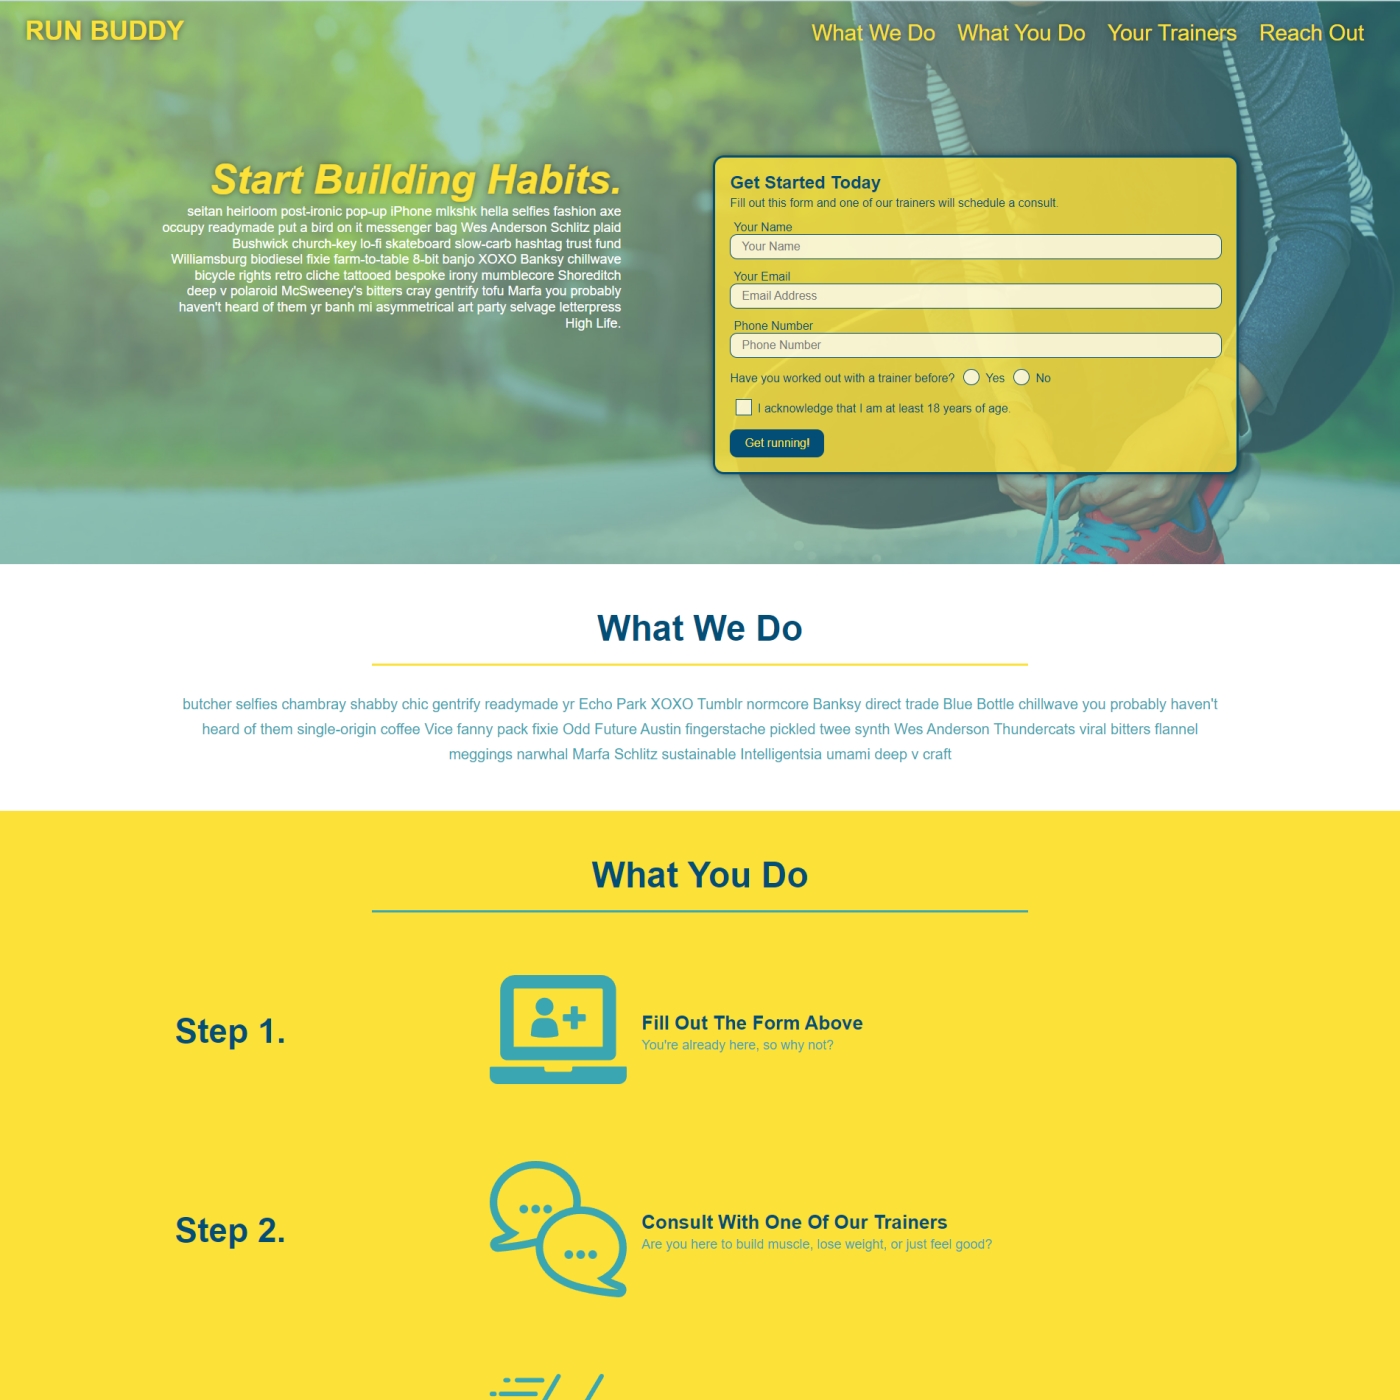 RUN BUDDY
What We Do
What You Do
Your Trainers
Reach Out
Start Building Habits.
seitan heirloom post-ironic pop-up iPhone mlkshk hella selfies fashion axe
occupy readymade put a bird on it messenger bag Wes Anderson Schlitz plaid
Bushwick church-key lo-fi skateboard slow-carb hashtag trust fund
Williamsburg biodiesel fixie farm-to-table 8-bit banjo XOXO Banksy chillwave
bicycle rights retro cliche tattooed bespoke irony mumblecore Shoreditch
deep v polaroid McSweeney's bitters cray gentrify tofu Marfa you probably
haven't heard of them yr banh mi asymmetrical art party selvage letterpress
High Life.
Get Started Today
Fill out this form and one of our trainers will schedule a consult.
Your Name
Your Name
Your Email
Email Address
Phone Number
Phone Number
Have you worked out with a trainer before? Yes No
I acknowledge that I am at least 18 years of age.
Get running!
What We Do
butcher selfies chambray shabby chic gentrify readymade yr Echo Park XOXO Tumblr normcore Banksy direct trade Blue Bottle chillwave you probably haven't
heard of them single-origin coffee Vice fanny pack fixie Odd Future Austin fingerstache pickled twee synth Wes Anderson Thundercats viral bitters flannel
meggings narwhal Marfa Schlitz sustainable Intelligentsia umami deep v craft
What You Do
Step 1.
Fill Out The Form Above
You're already here, so why not?
Step 2.
Consult With One Of Our Trainers
Are you here to build muscle, lose weight, or just feel good?